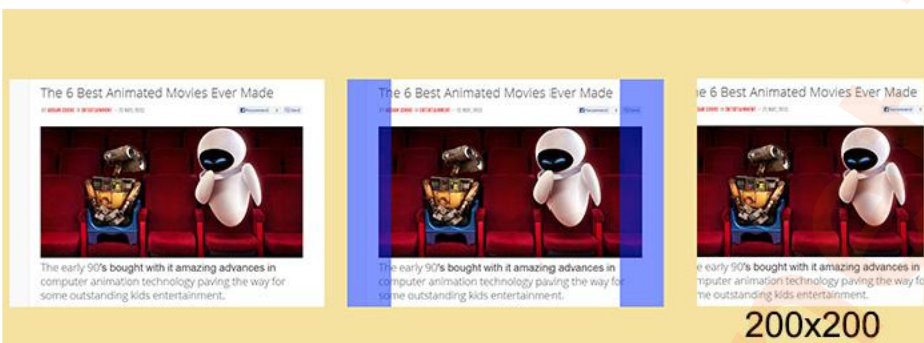 The 6 Best Animated Movies Ever Made
The early 90's bought with it amazing advances in
computer animation technology paving the way for
some outstanding kids entertainment.
The 6 Best Animated Movies Ever Made
The early 90's bought with it amazing advances in
computer animation technology paving the way for
some outstanding kids entertainment.
6 Best Animated Movies Ever Made
early 90's bought with it amazing advances in
animation technology paving the way
outstanding kids entertainment.
200x200